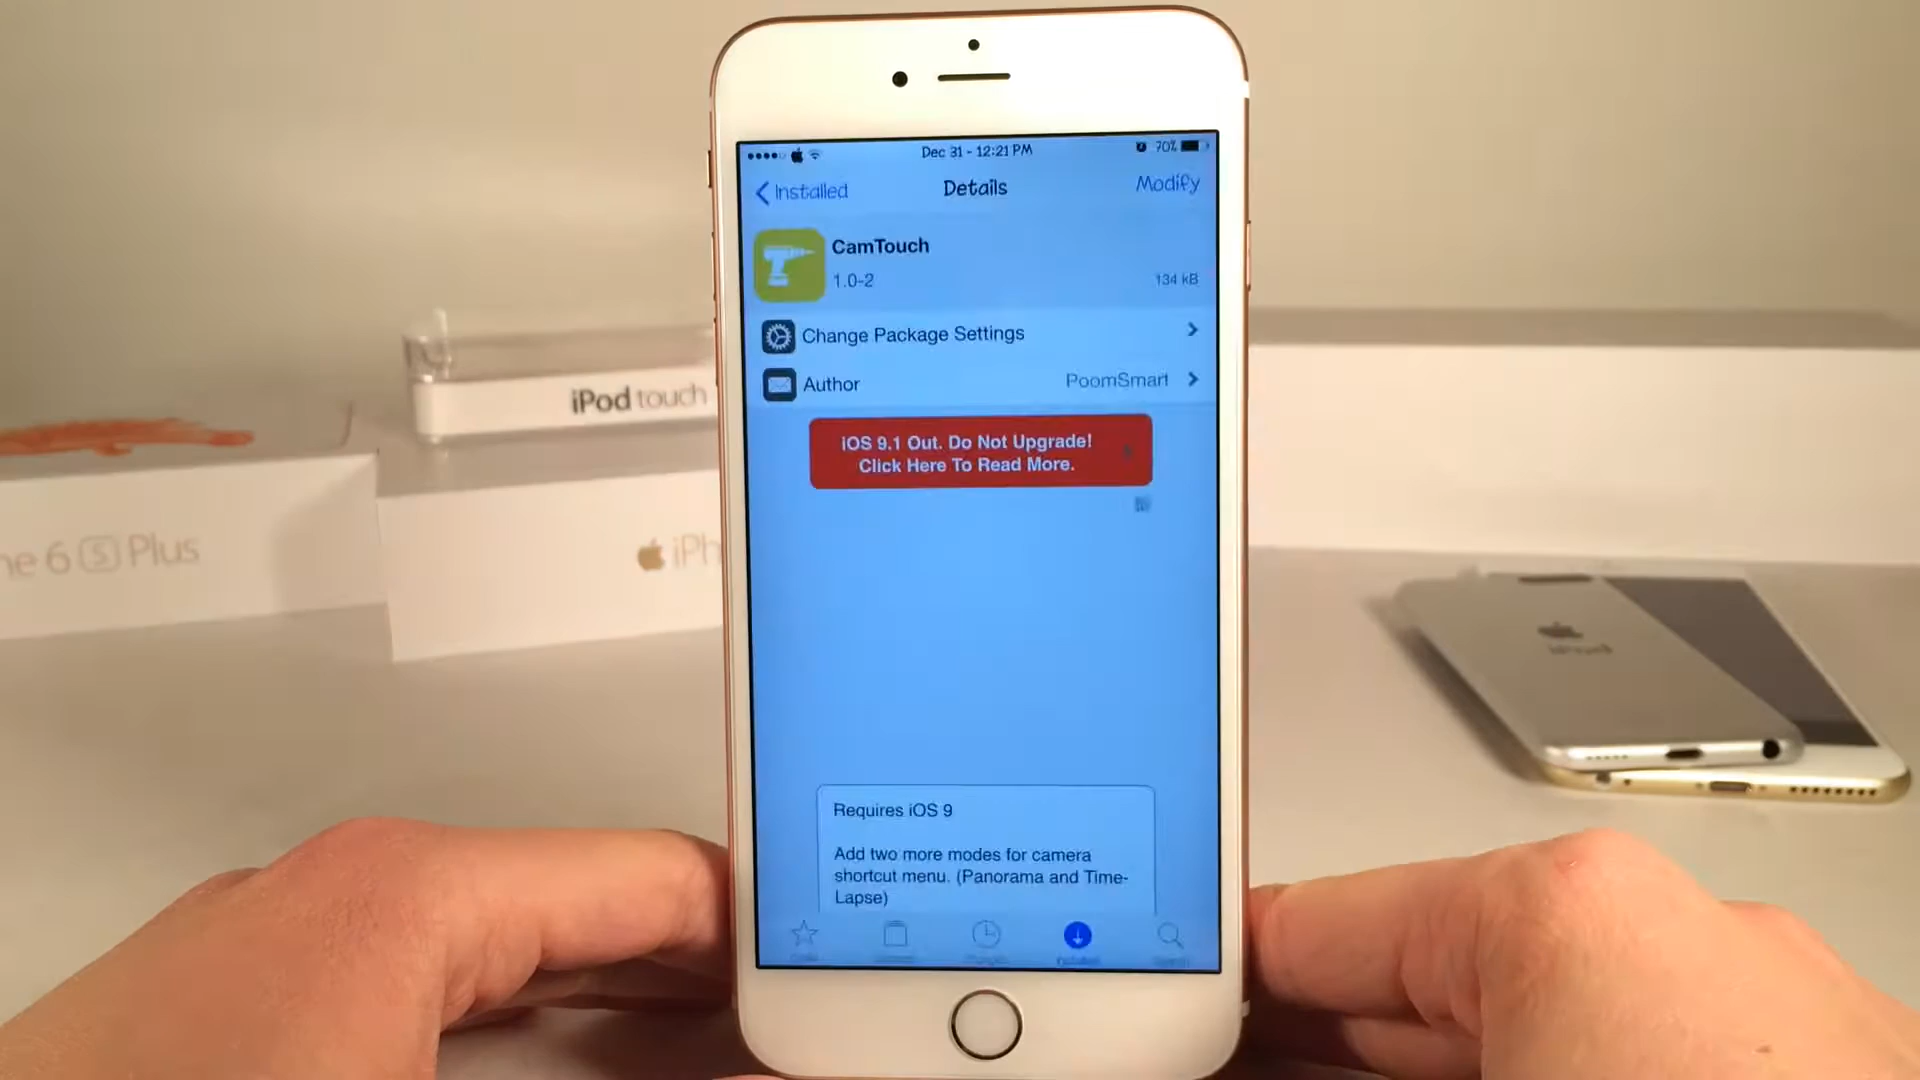 Dec 31 - 12:21 PM
70%
Installed
Details
Modify
CamTouch
1.0-2
134 kB
Change Package Settings
Author
PoomSmart
iOS 9.1 Out. Do Not Upgrade!
Click Here To Read More.
Requires iOS 9
Add two more modes for camera
shortcut menu. (Panorama and Time-
Lapse)
iPod touch
ne 6 S Plus
iPh
iPod